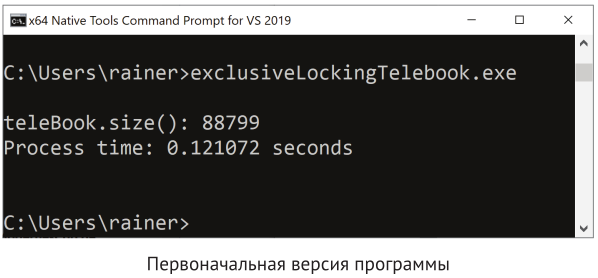 x64 Native Tools Command Prompt for VS 2019
C:\Users\rainer>exclusiveLockingTelebook.exe
teleBook.size(): 88799
Process time: 0.121072 seconds
C:\Users\rainer>
Первоначальная версия программы